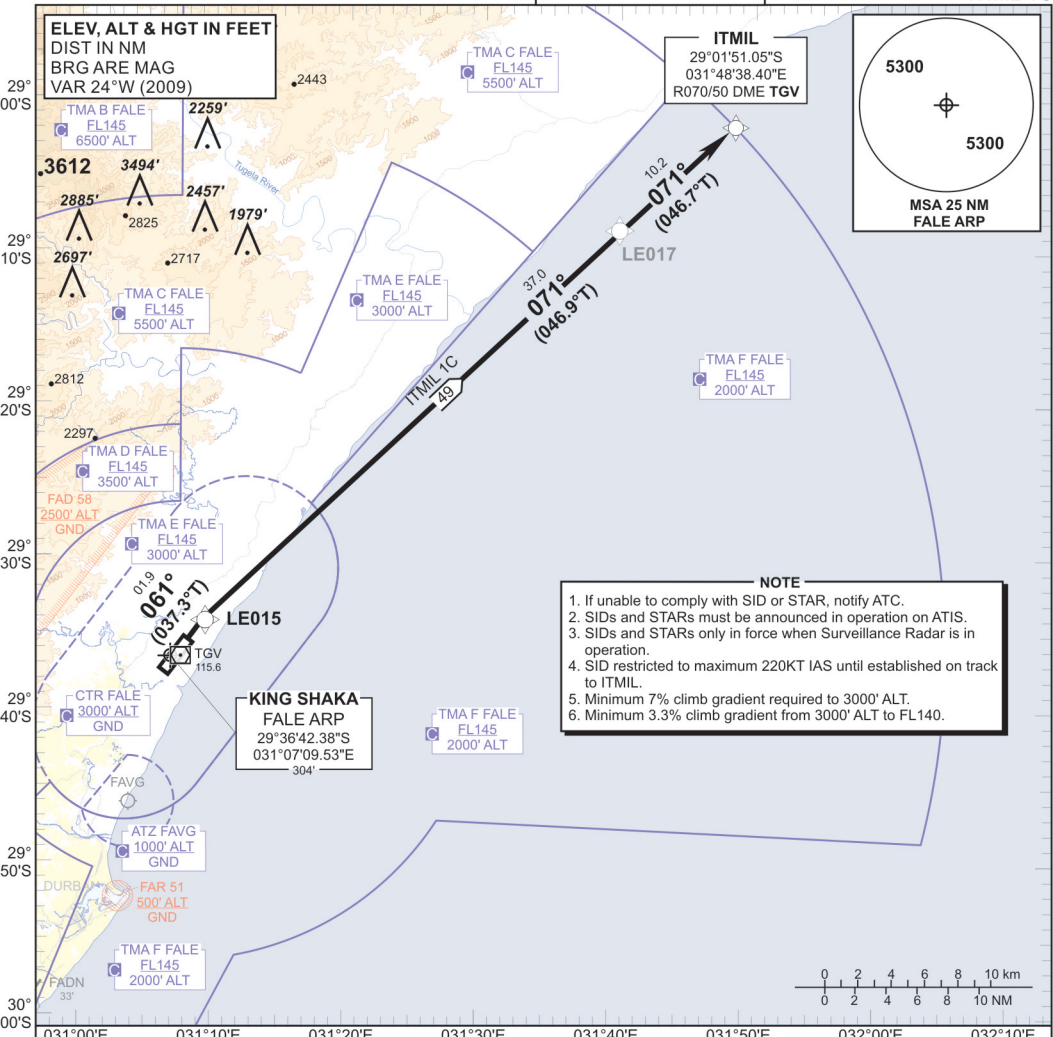 ELEV, ALT & HGT IN FEET
DIST IN NM
BRG ARE MAG
VAR 24°W (2009)
TMA B FALE
FL145
6500' ALT
C
2443
TMA C FALE
FL145
5500' ALT
C
ITMIL
29°01'51.05"S
031°48'38.40"E
R070/50 DME TGV
5300
5300
MSA 25 NM
FALE ARP
29°
00'S
2259'
3612
3494'
2885'
2457'
1979'
2825
2717
2697'
Tugela River
29°
10'S
10.2
071°
(046.7°T)
LE017
37.0
071°
(046.9°T)
TMA C FALE
FL145
5500' ALT
C
TMA E FALE
FL145
3000' ALT
C
ITMIL 1C
49
TMA F FALE
FL145
2000' ALT
C
2812
29°
20'S
2297
TMA D FALE
FL145
3500' ALT
C
FAD 58
2500' ALT
GND
TMA E FALE
FL145
3000' ALT
C
29°
30'S
01.9
061°
(037.3°T)
LE015
TGV
115.6
NOTE
1. If unable to comply with SID or STAR, notify ATC.
2. SIDs and STARs must be announced in operation on ATIS.
3. SIDs and STARs only in force when Surveillance Radar is in
operation.
4. SID restricted to maximum 220KT IAS until established on track
to ITMIL.
5. Minimum 7% climb gradient required to 3000' ALT.
6. Minimum 3.3% climb gradient from 3000' ALT to FL140.
KING SHAKA
FALE ARP
29°36'42.38"S
031°07'09.53"E
304'
CTR FALE
3000' ALT
GND
C
29°
40'S
TMA F FALE
FL145
2000' ALT
C
FAVG
ATZ FAVG
1000' ALT
GND
C
29°
50'S
DURBAN
FAR 51
500' ALT
GND
TMA F FALE
FL145
2000' ALT
C
FADN
33'
0 2 4 6 8 10 km
0 2 4 6 8 10 NM
30°
00'S
031°00'E 031°10'E 031°20'E 031°30'E 031°40'E 031°50'E 032°00'E 032°10'E